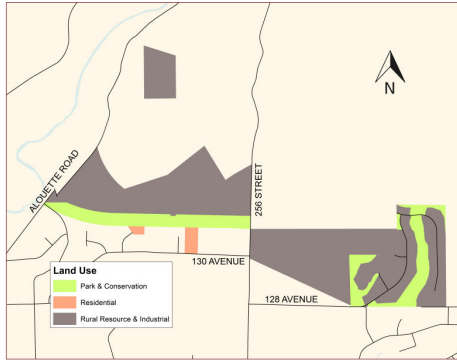 N
ALOUETTE ROAD
256 STREET
130 AVENUE
128 AVENUE
Land Use
Park & Conservation
Residential
Rural Resource & Industrial